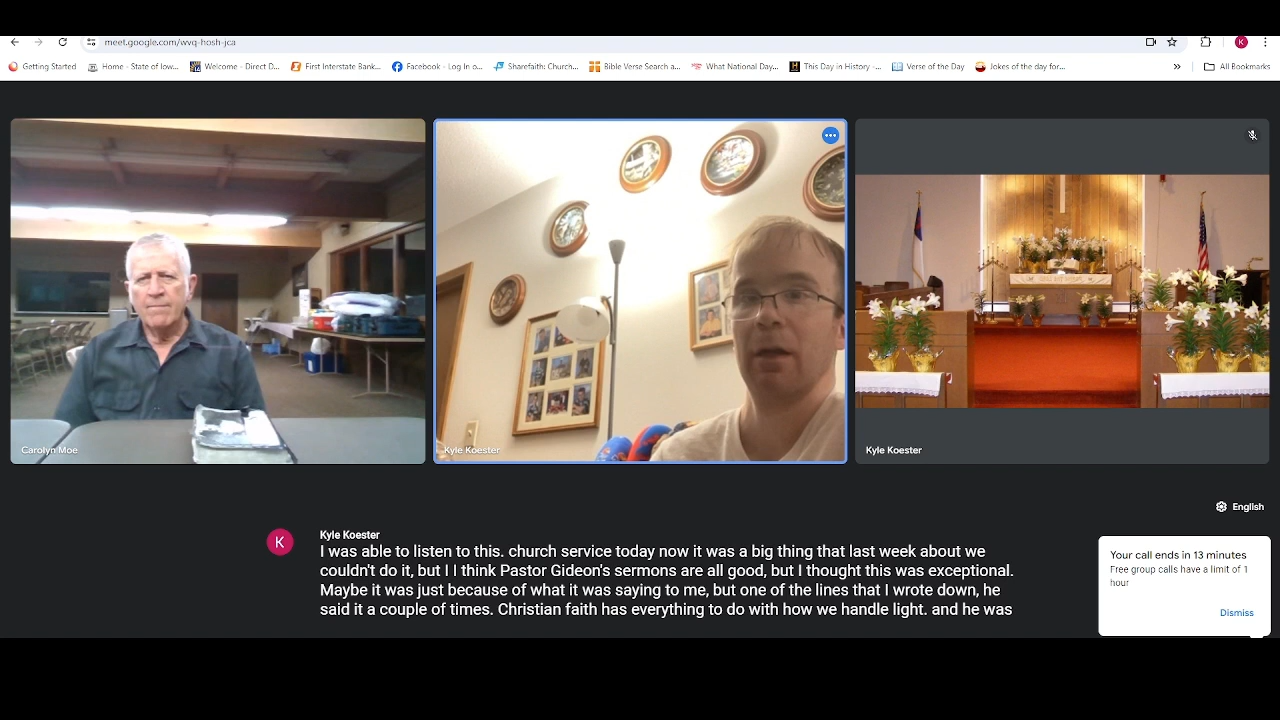 meet.google.com/wvq-hosh-jca
Getting Started Home - State of Iow... Welcome - Direct D... First Interstate Bank... Facebook - Log In o... Sharefaith: Church... Bible Verse Search a... What National Day... This Day in History -... Verse of the Day Jokes of the day for... » All Bookmarks
Carolyn Moe
Kyle Koester
Kyle Koester
English
K
Kyle Koester
I was able to listen to this. church service today now it was a big thing that last week about we
couldn't do it, but I I think Pastor Gideon's sermons are all good, but I thought this was exceptional.
Maybe it was just because of what it was saying to me, but one of the lines that I wrote down, he
said it a couple of times. Christian faith has everything to do with how we handle light. and he was
Your call ends in 13 minutes
Free group calls have a limit of 1
hour
Dismiss